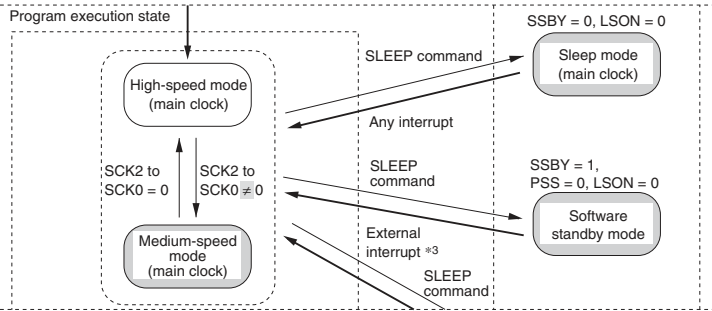 Program execution state
SSBY = 0, LSON = 0
SLEEP command
Sleep mode
(main clock)
High-speed mode
(main clock)
Any interrupt
SCK2 to
SCK0 = 0
SCK2 to
SCK0 ≠ 0
SLEEP
command
SSBY = 1,
PSS = 0, LSON = 0
Software
standby mode
Medium-speed
mode
(main clock)
External
interrupt *3
SLEEP
command